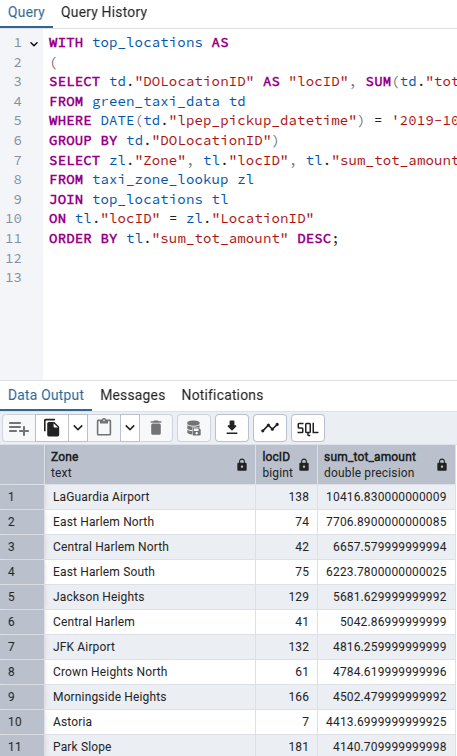 Query Query History
1 WITH top_locations AS
2 (
3 SELECT td."DOLocationID" AS "locID", SUM(td."tot
4 FROM green_taxi_data td
5 WHERE DATE(td."lpep_pickup_datetime") = '2019-10
6 GROUP BY td."DOLocationID")
7 SELECT zl."Zone", tl."locID", tl."sum_tot_amount
8 FROM taxi_zone_lookup zl
9 JOIN top_locations tl
10 ON tl."locID" = zl."LocationID"
11 ORDER BY tl."sum_tot_amount" DESC;
12
13
Data Output Messages Notifications
SQL
Zone locID sum_tot_amount
text bigint double precision
1 LaGuardia Airport 138 10416.830000000009
2 East Harlem North 74 7706.8900000000085
3 Central Harlem North 42 6657.579999999994
4 East Harlem South 75 6223.7800000000025
5 Jackson Heights 129 5681.629999999992
6 Central Harlem 41 5042.86999999999
7 JFK Airport 132 4816.259999999999
8 Crown Heights North 61 4784.619999999996
9 Morningside Heights 166 4502.479999999992
10 Astoria 7 4413.6999999999925
11 Park Slope 181 4140.709999999998